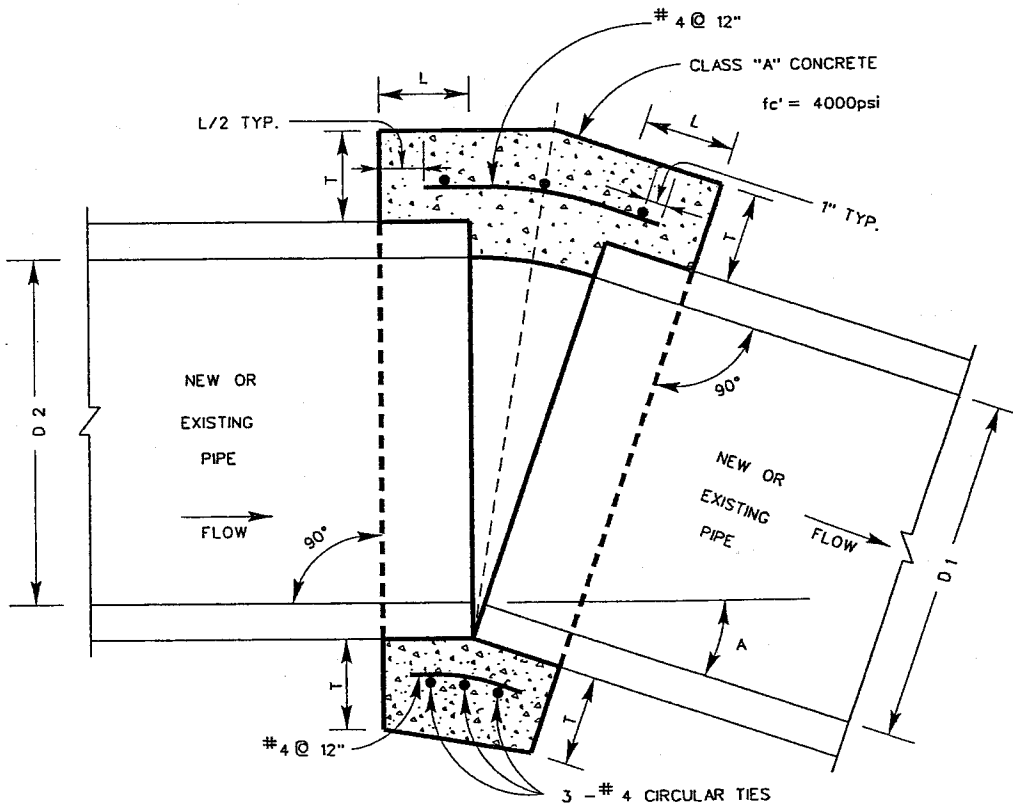 # 4 @ 12"
CLASS "A" CONCRETE
fc' = 4000psi
L
L
L/2 TYP.
T
T
1" TYP.
D 2
NEW OR
EXISTING
PIPE
FLOW
90°
90°
NEW OR
EXISTING
PIPE
FLOW
D 1
A
T
T
# 4 @ 12"
3 - # 4 CIRCULAR TIES